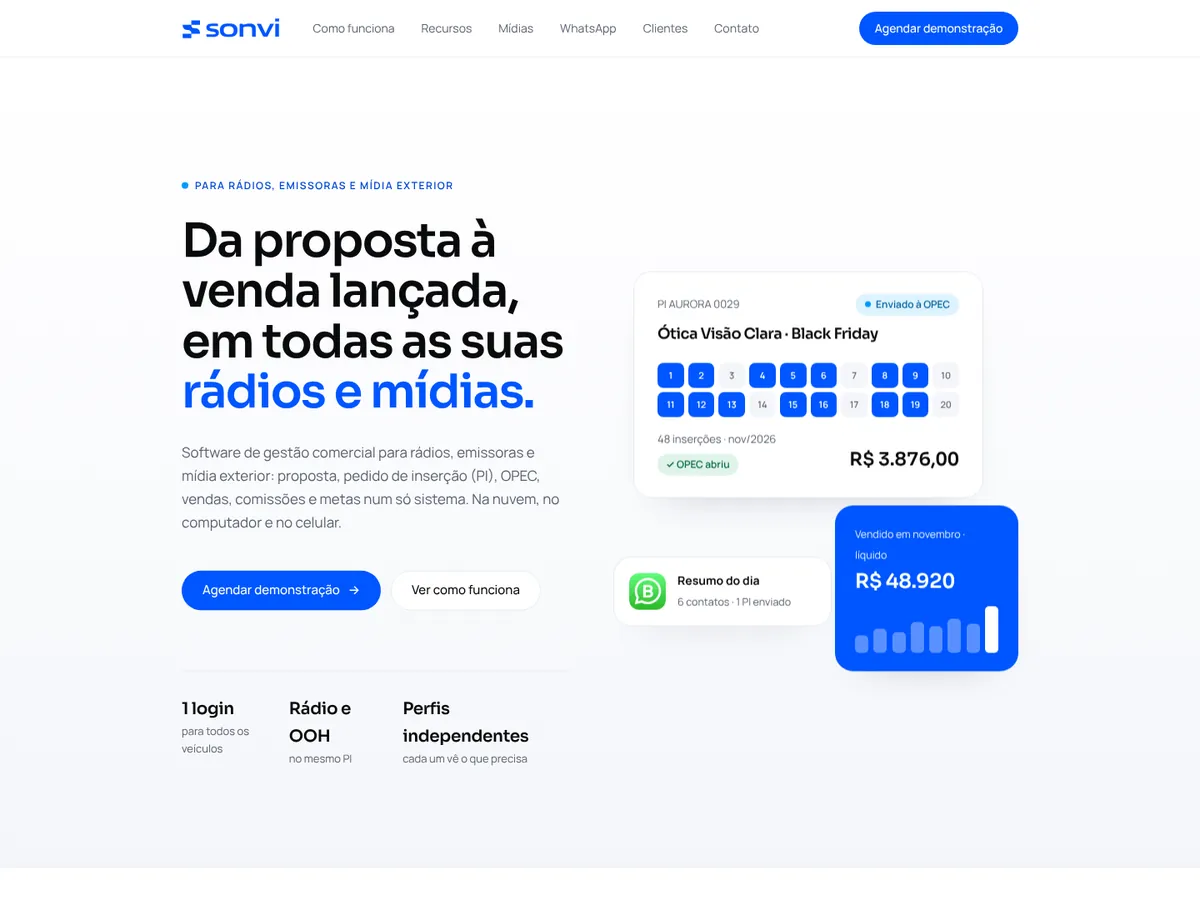 sonvi
Como funciona
Recursos
Mídias
WhatsApp
Clientes
Contato
Agendar demonstração
PARA RÁDIOS, EMISSORAS E MÍDIA EXTERIOR
Da proposta à
venda lançada,
em todas as suas
rádios e mídias.
Software de gestão comercial para rádios, emissoras e
mídia exterior: proposta, pedido de inserção (PI), OPEC,
vendas, comissões e metas num só sistema. Na nuvem, no
computador e no celular.
Agendar demonstração →
Ver como funciona
1 login
para todos os
veículos
Rádio e
OOH
no mesmo PI
Perfis
independentes
cada um vê o que precisa
PI AURORA 0029
Enviado à OPEC
Ótica Visão Clara · Black Friday
1 2 3 4 5 6 7 8 9 10
11 12 13 14 15 16 17 18 19 20
48 inserções · nov/2026
✓ OPEC abriu
R$ 3.876,00
B
Resumo do dia
6 contatos · 1 PI enviado
Vendido em novembro ·
líquido
R$ 48.920